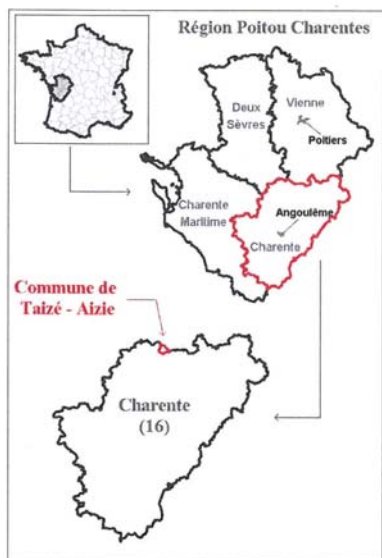 Région Poitou Charentes
Deux
Sèvres
Vienne
Poitiers
Charente
Maritime
Angoulême
Charente
Commune de
Taizé - Aizie
Charente
(16)